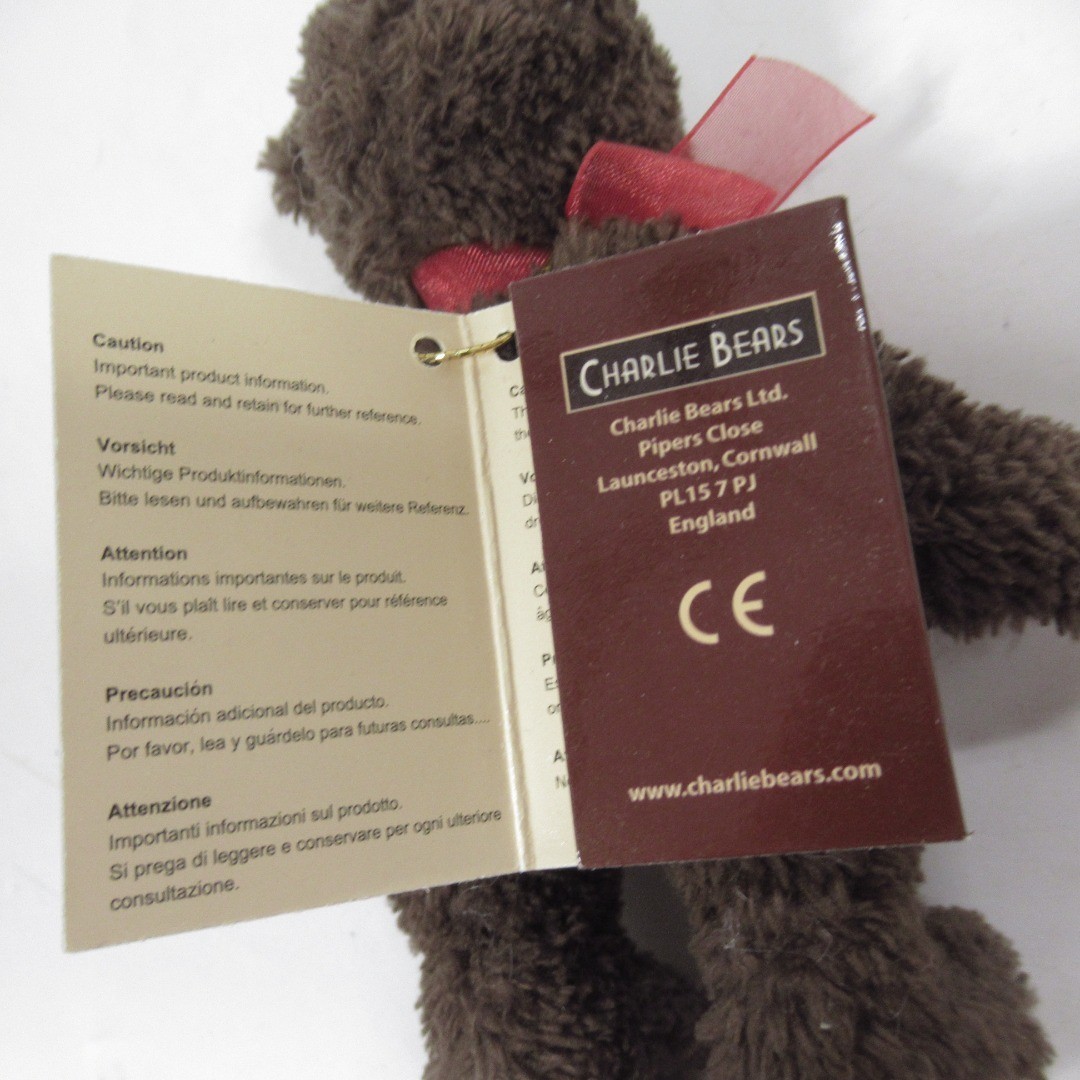 Caution
Important product information.
Please read and retain for further reference.
Vorsicht
Wichtige Produktinformationen.
Bitte lesen und aufbewahren für weitere Referenz.
Attention
Informations importantes sur le produit.
S'il vous plaît lire et conserver pour référence
ultérieure.
Precaución
Información adicional del producto.
Por favor, lea y guárdelo para futuras consultas....
Attenzione
Importanti informazioni sul prodotto.
Si prega di leggere e conservare per ogni ulteriore
consultazione.
CHARLIE BEARS
Charlie Bears Ltd.
Pipers Close
Launceston, Cornwall
PL15 7 PJ
England
CE
www.charliebears.com